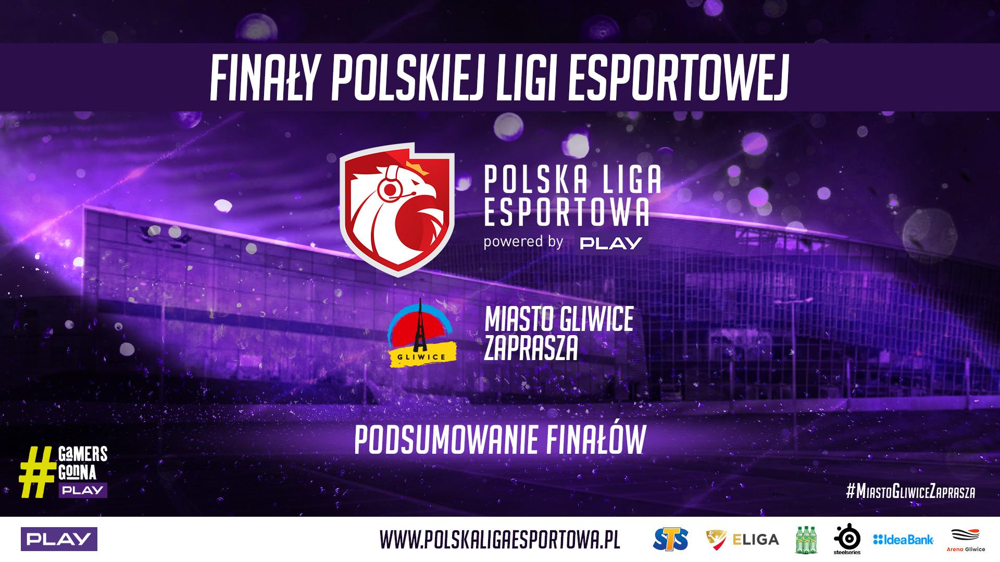 FINAŁY POLSKIEJ LIGI ESPORTOWEJ
POLSKA LIGA
ESPORTOWA
powered by PLAY
GLIWICE
MIASTO GLIWICE
ZAPRASZA
PODSUMOWANIE FINAŁÓW
#GaMERS
GonNA
PLAY
#MiastoGliwiceZaprasza
PLAY
WWW.POLSKALIGAESPORTOWA.PL
STS
ELIGA
steelseries
IdeaBank
Arena Gliwice